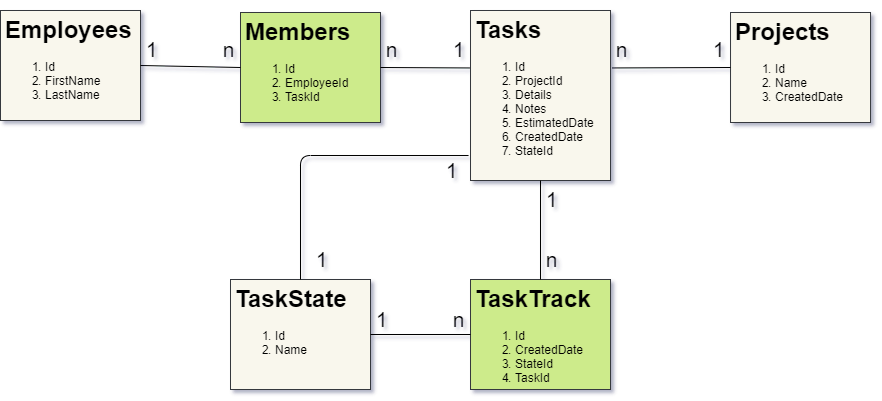 Employees
1. Id
2. FirstName
3. LastName
1
n
Members
1. Id
2. EmployeeId
3. TaskId
n
1
Tasks
1. Id
2. ProjectId
3. Details
4. Notes
5. EstimatedDate
6. CreatedDate
7. StateId
n
1
Projects
1. Id
2. Name
3. CreatedDate
1
1
1
n
TaskState
1. Id
2. Name
1
n
TaskTrack
1. Id
2. CreatedDate
3. StateId
4. TaskId